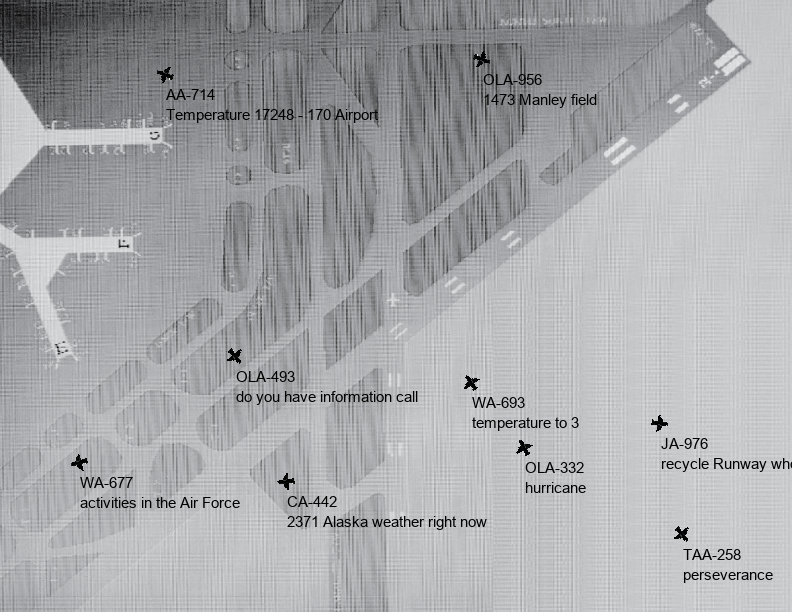 OLA-956
1473 Manley field
AA-714
Temperature 17248 - 170 Airport
OLA-493
do you have information call
WA-693
temperature to 3
JA-976
recycle Runway whe
OLA-332
hurricane
WA-677
activities in the Air Force
CA-442
2371 Alaska weather right now
TAA-258
perseverance